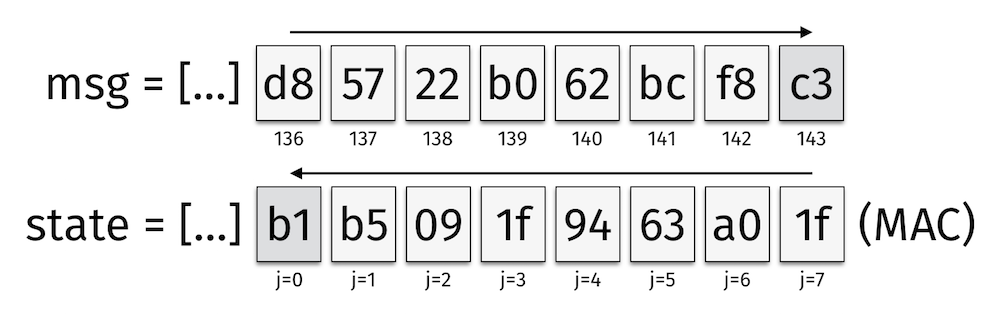 msg = [...] d8 57 22 b0 62 bc f8 c3
136 137 138 139 140 141 142 143
state = [...] b1 b5 09 1f 94 63 a0 1f (MAC)
j=0 j=1 j=2 j=3 j=4 j=5 j=6 j=7